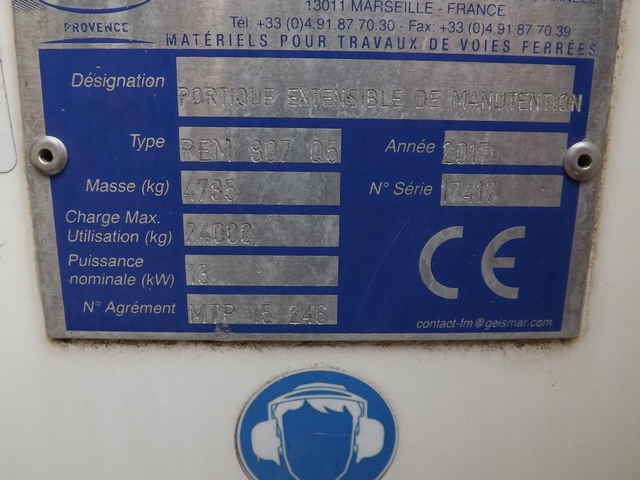 PROVENCE
13011 MARSEILLE - FRANCE
Tél: +33 (0)4.91.87.70.30 - Fax: +33 (0)4 91 87 70.39
MATÉRIELS POUR TRAVAUX DE VOIES FERRÉES
Désignation PORTIQUE EXTENSIBLE DE MANUTENTION
Type PEM 807 Q5 Année 2017
Masse (kg) 4735 N° Série 17417
Charge Max. Utilisation (kg) 24000
Puissance nominale (kW) 13
N° Agrément MTR 15 246
CE
contact-fm@geismar.com